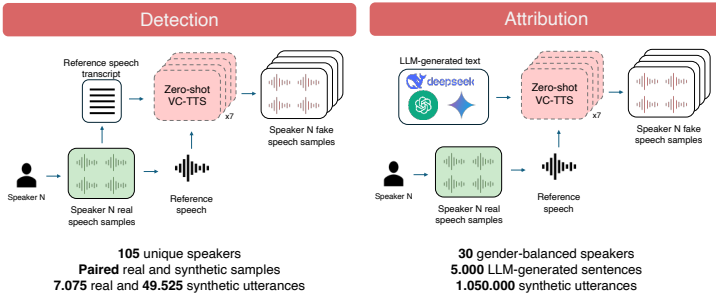 Detection
Reference speech
transcript
Zero-shot
VC-TTS
x7
Speaker N fake
speech samples
Speaker N
Speaker N real
speech samples
Reference
speech
105 unique speakers
Paired real and synthetic samples
7.075 real and 49.525 synthetic utterances
Attribution
LLM-generated text
deepseek
Zero-shot
VC-TTS
x7
Speaker N fake
speech samples
Speaker N
Speaker N real
speech samples
Reference
speech
30 gender-balanced speakers
5.000 LLM-generated sentences
1.050.000 synthetic utterances